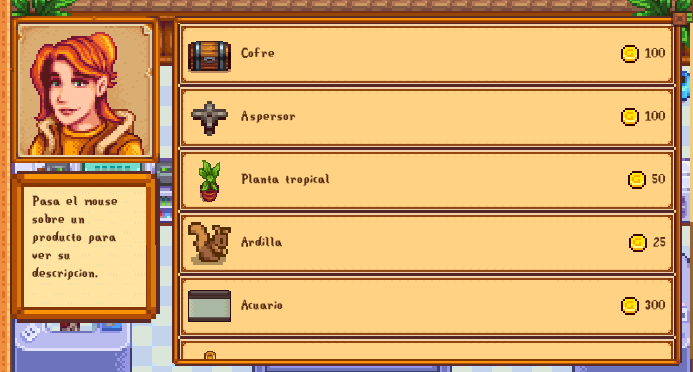 Cofre 100
Aspersor 100
Planta tropical 50
Ardilla 25
Acuario 300
Pasa el mouse
sobre un
producto para
ver su
descripcion.